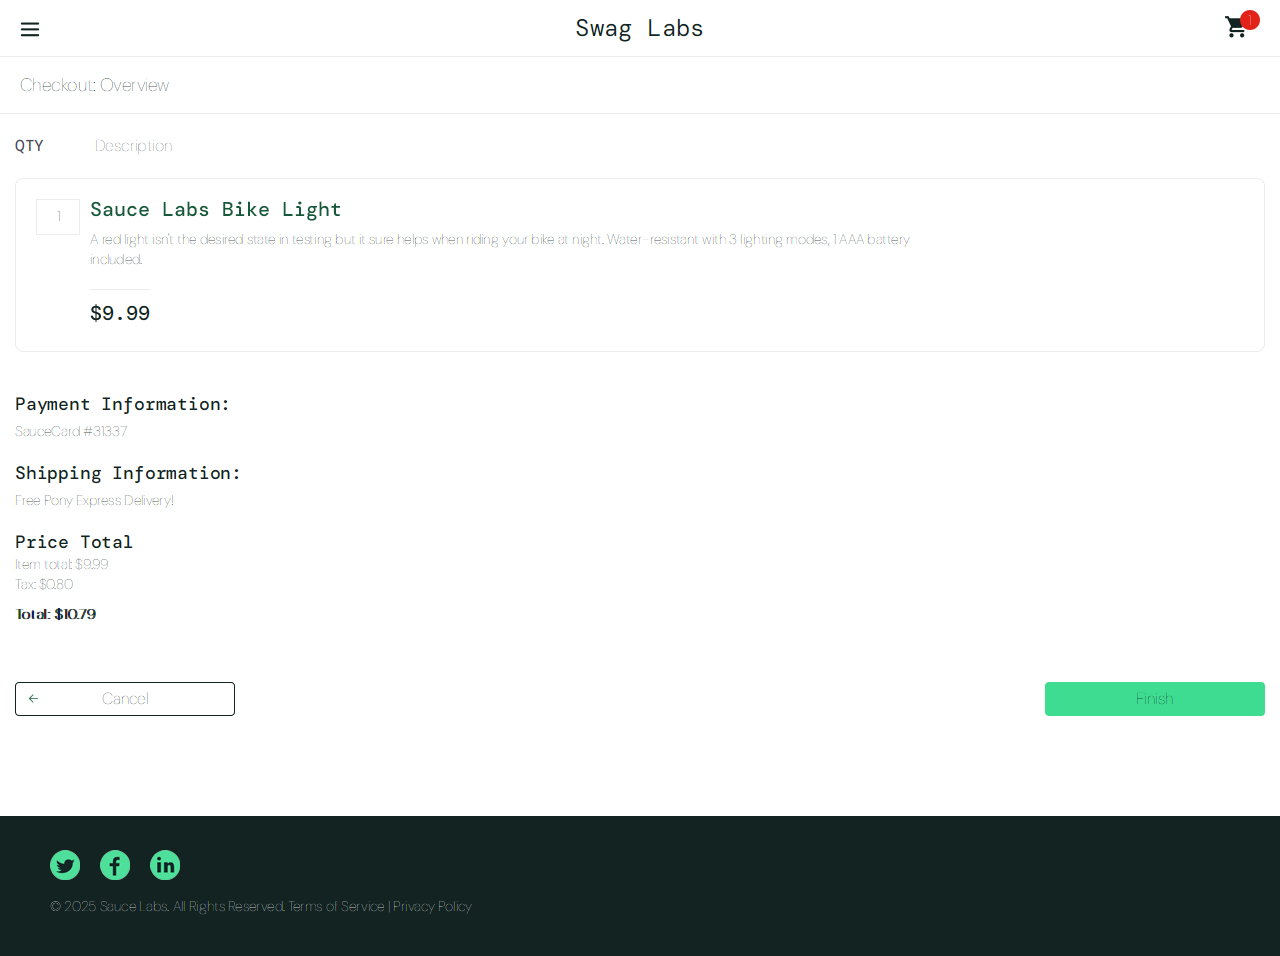 Swag Labs
1
Checkout: Overview
QTY Description
1
Sauce Labs Bike Light
A red light isn't the desired state in testing but it sure helps when riding your bike at night. Water-resistant with 3 lighting modes, 1 AAA battery
included.
$9.99
Payment Information:
SauceCard #31337
Shipping Information:
Free Pony Express Delivery!
Price Total
Item total: $9.99
Tax: $0.80
Total: $10.79
Cancel
Finish
© 2025 Sauce Labs. All Rights Reserved. Terms of Service | Privacy Policy